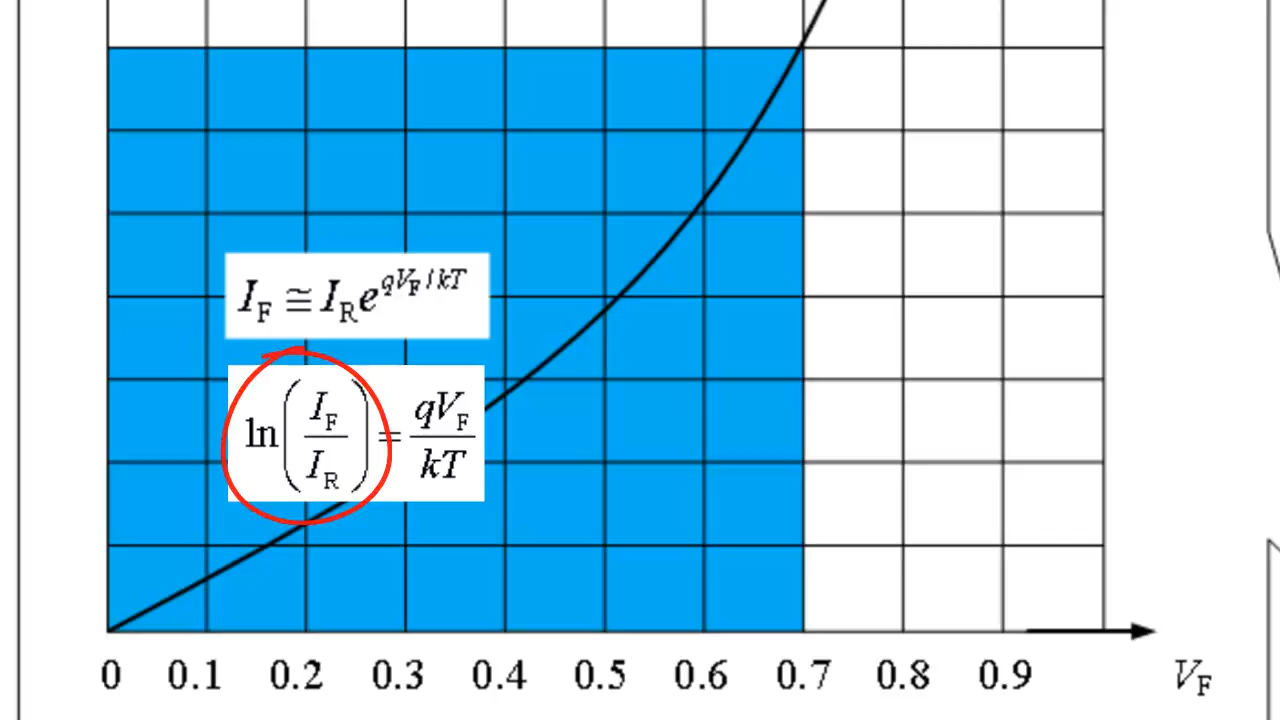 I_F ≅ I_R e^{qV_F / kT}
ln(I_F / I_R) = qV_F / kT
0 0.1 0.2 0.3 0.4 0.5 0.6 0.7 0.8 0.9 V_F